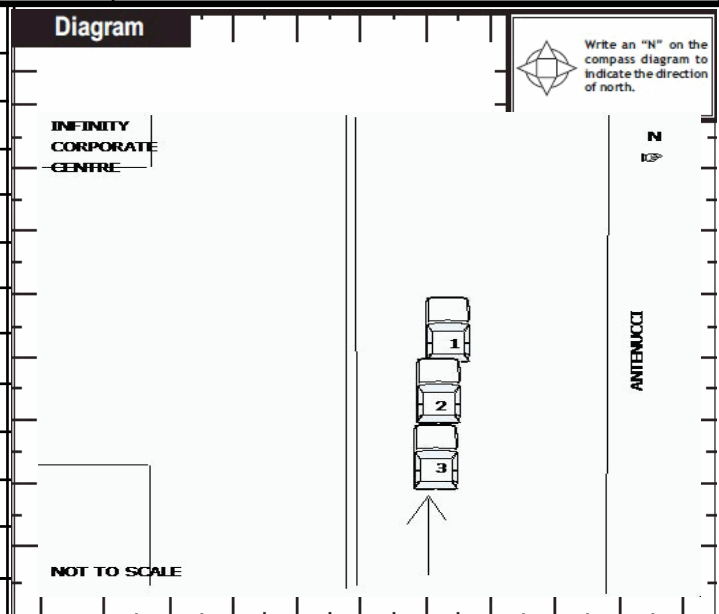 Diagram
Write an “N” on the
compass diagram to
indicate the direction
of north.
INFINITY
CORPORATE
CENTRE
N
1
2
3
ANTENUCCI
NOT TO SCALE